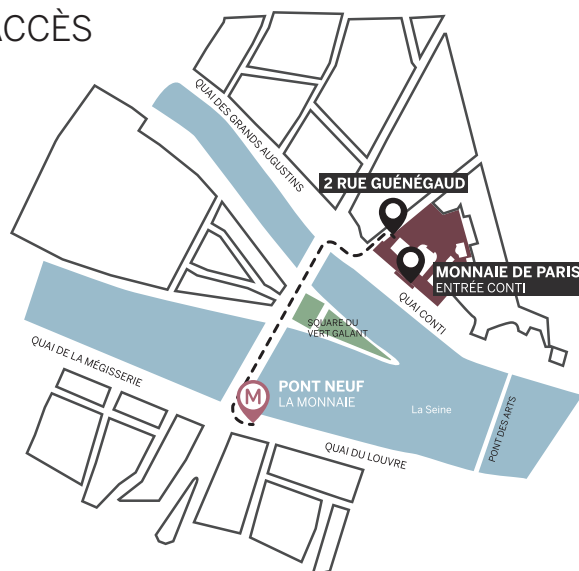 ACCÈS
QUAI DES GRANDS AUGUSTINS
2 RUE GUÉNÉGAUD
MONNAIE DE PARIS
ENTRÉE CONTI
QUAI CONTI
SQUARE DU
VERT GALANT
QUAI DE LA MÉGISSERIE
M
PONT NEUF
LA MONNAIE
La Seine
PONT DES ARTS
QUAI DU LOUVRE